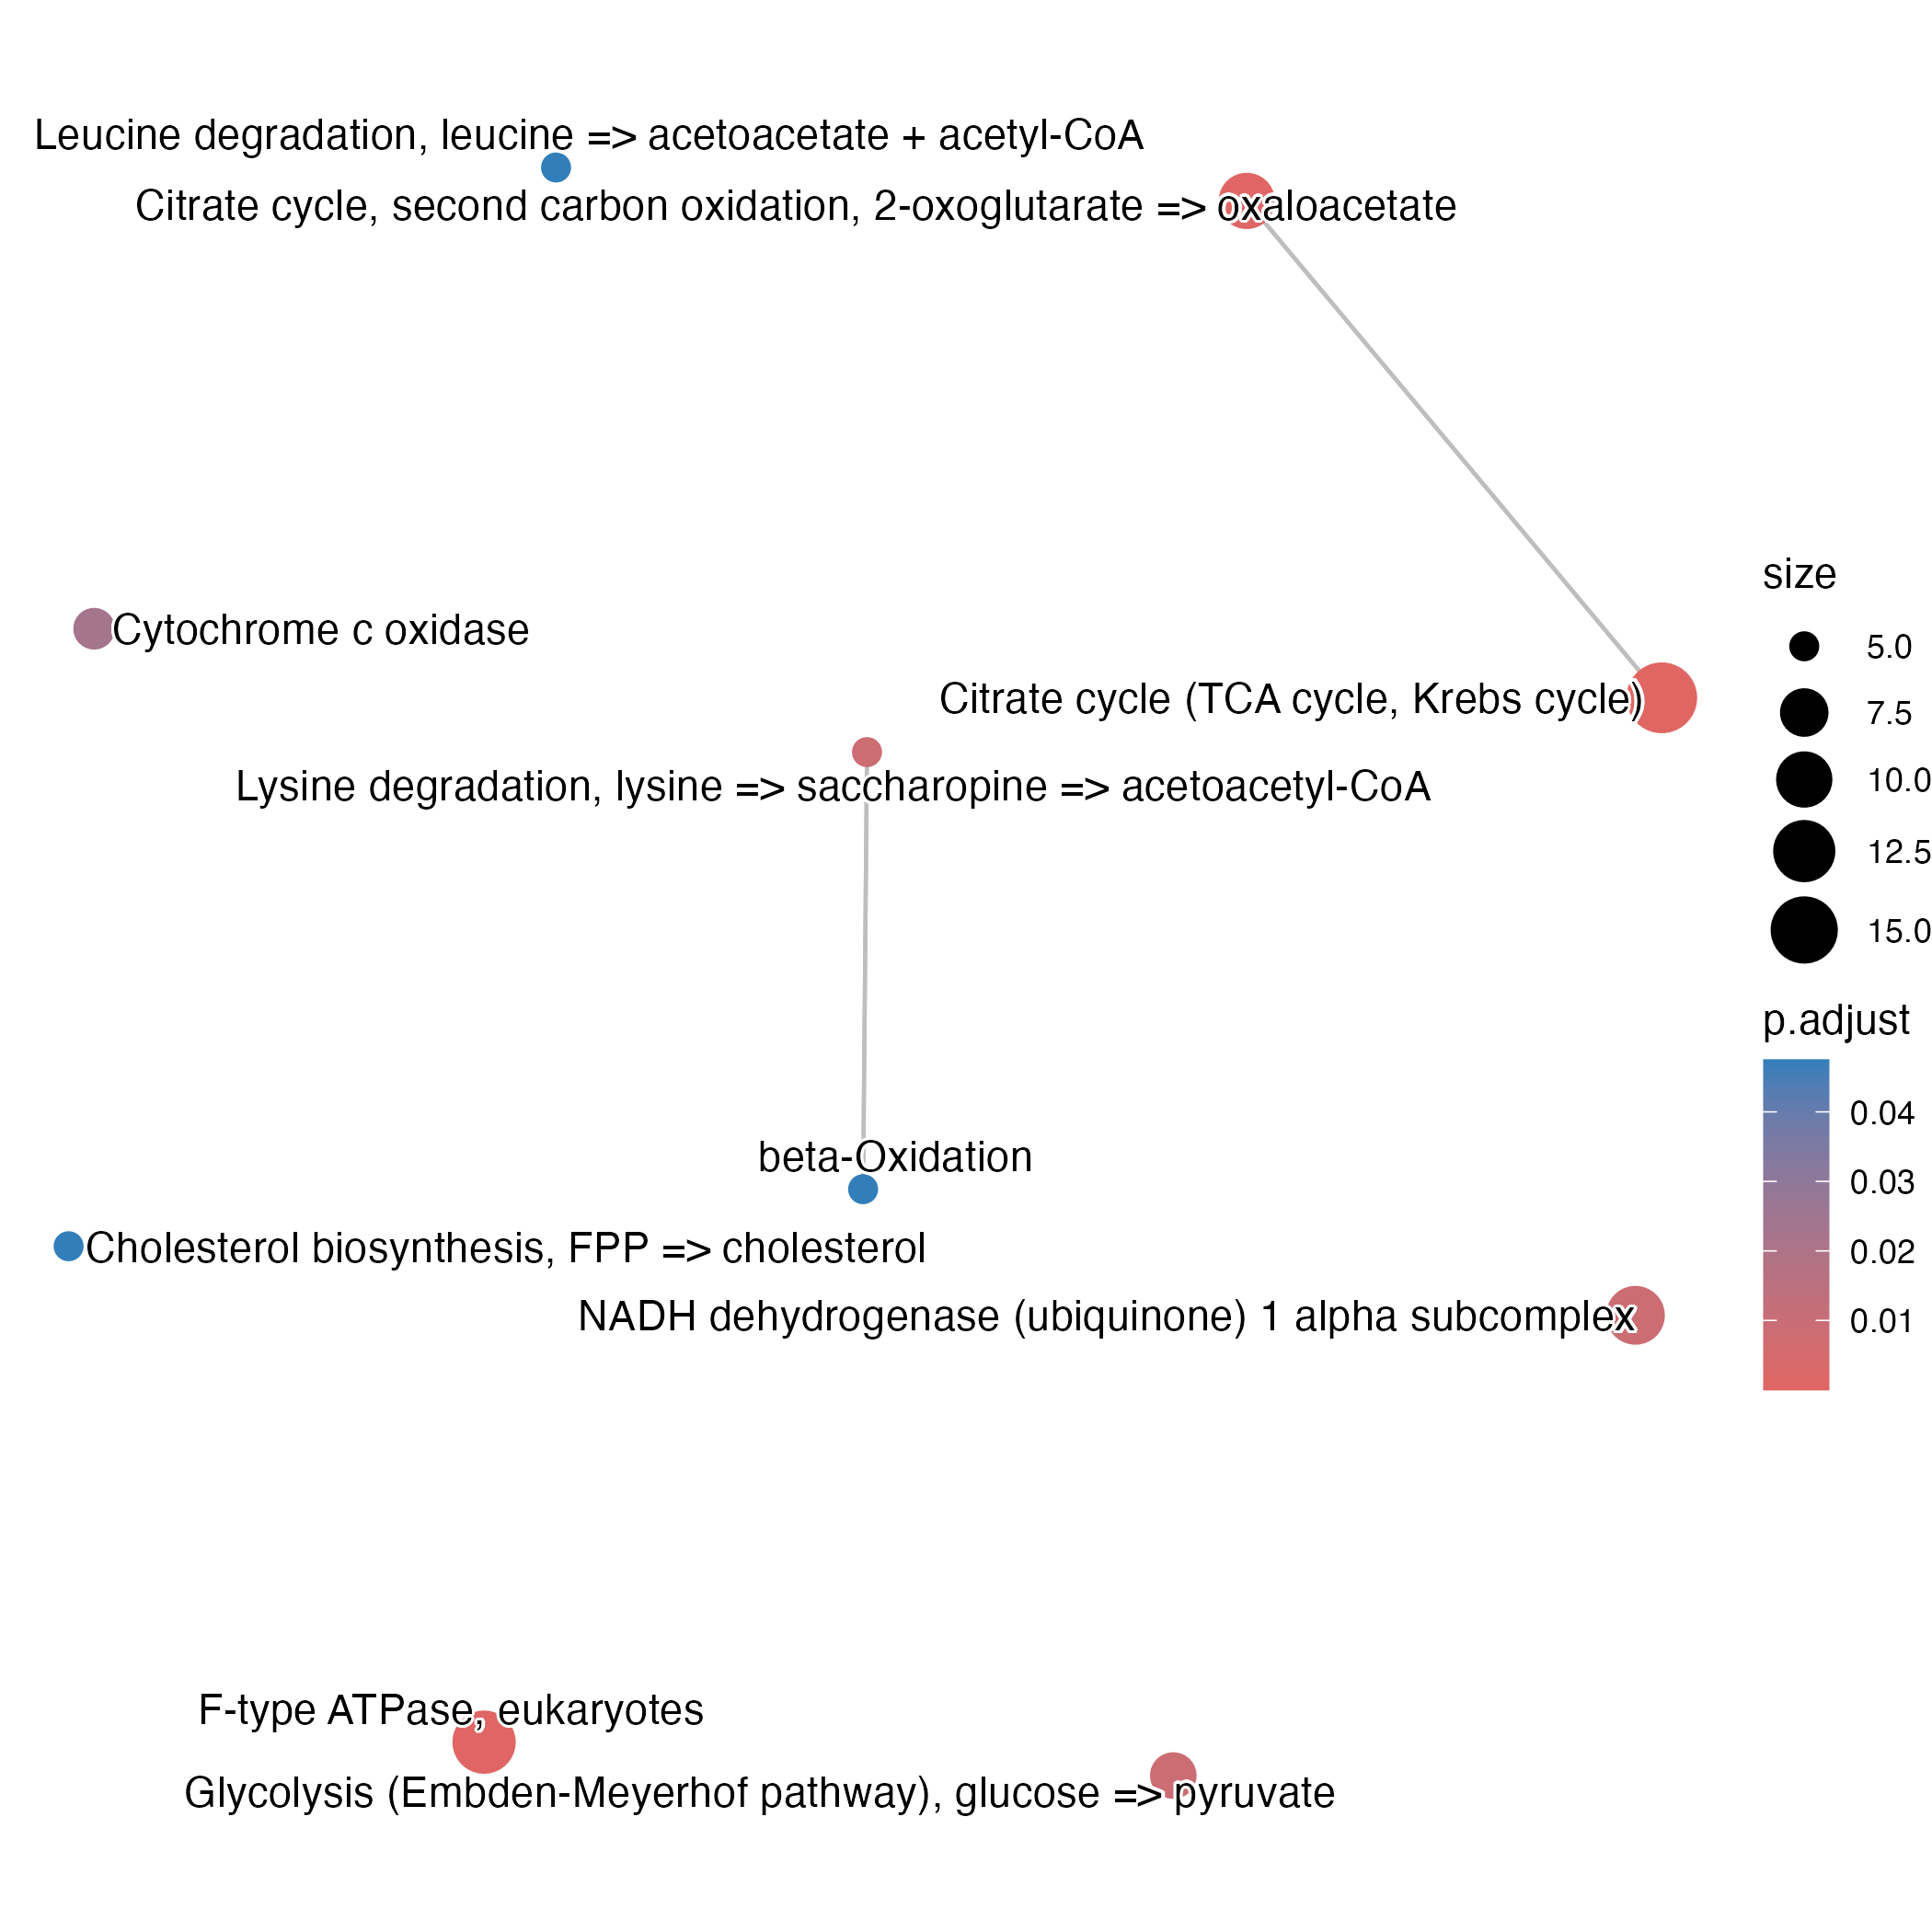 Leucine degradation, leucine => acetoacetate + acetyl-CoA
Citrate cycle, second carbon oxidation, 2-oxoglutarate => oxaloacetate
Cytochrome c oxidase
Citrate cycle (TCA cycle, Krebs cycle)
Lysine degradation, lysine => saccharopine => acetoacetyl-CoA
beta-Oxidation
Cholesterol biosynthesis, FPP => cholesterol
NADH dehydrogenase (ubiquinone) 1 alpha subcomplex
F-type ATPase, eukaryotes
Glycolysis (Embden-Meyerhof pathway), glucose => pyruvate
size
5.0
7.5
10.0
12.5
15.0
p.adjust
0.04
0.03
0.02
0.01